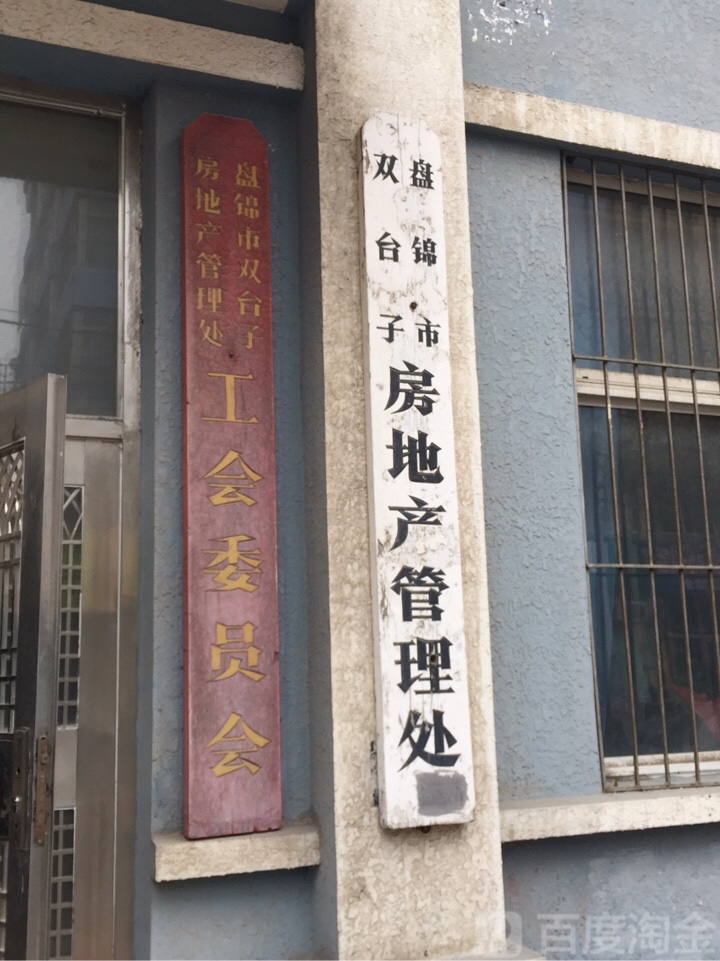 盘锦市双台子
房地产管理处
工会委员会
盘锦市
双台子
房地产管理处
百度淘金